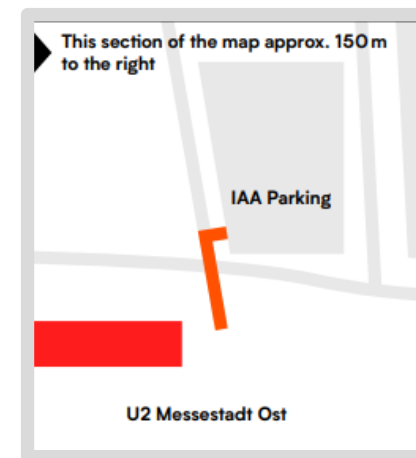 This section of the map approx. 150 m
to the right
IAA Parking
U2 Messestadt Ost